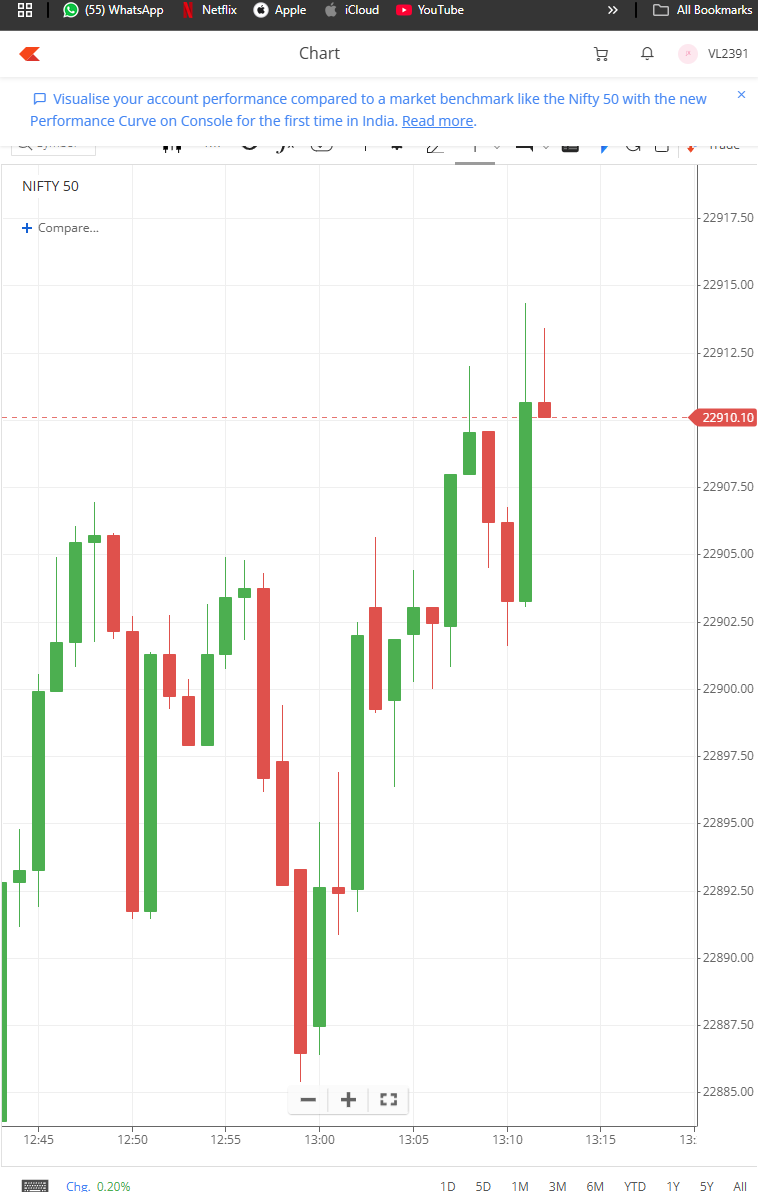 (55) WhatsApp Netflix Apple iCloud YouTube » All Bookmarks
Chart VL2391
Visualise your account performance compared to a market benchmark like the Nifty 50 with the new
Performance Curve on Console for the first time in India. Read more.
NIFTY 50
+ Compare...
22917.50
22915.00
22912.50
22910.10
22907.50
22905.00
22902.50
22900.00
22897.50
22895.00
22892.50
22890.00
22887.50
22885.00
12:45 12:50 12:55 13:00 13:05 13:10 13:15 13:
Chg. 0.20% 1D 5D 1M 3M 6M YTD 1Y 5Y All